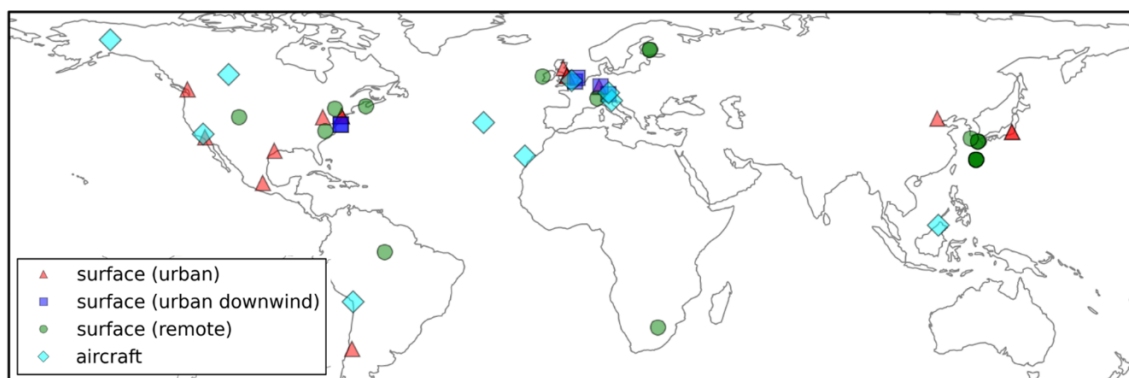 surface (urban)
surface (urban downwind)
surface (remote)
aircraft